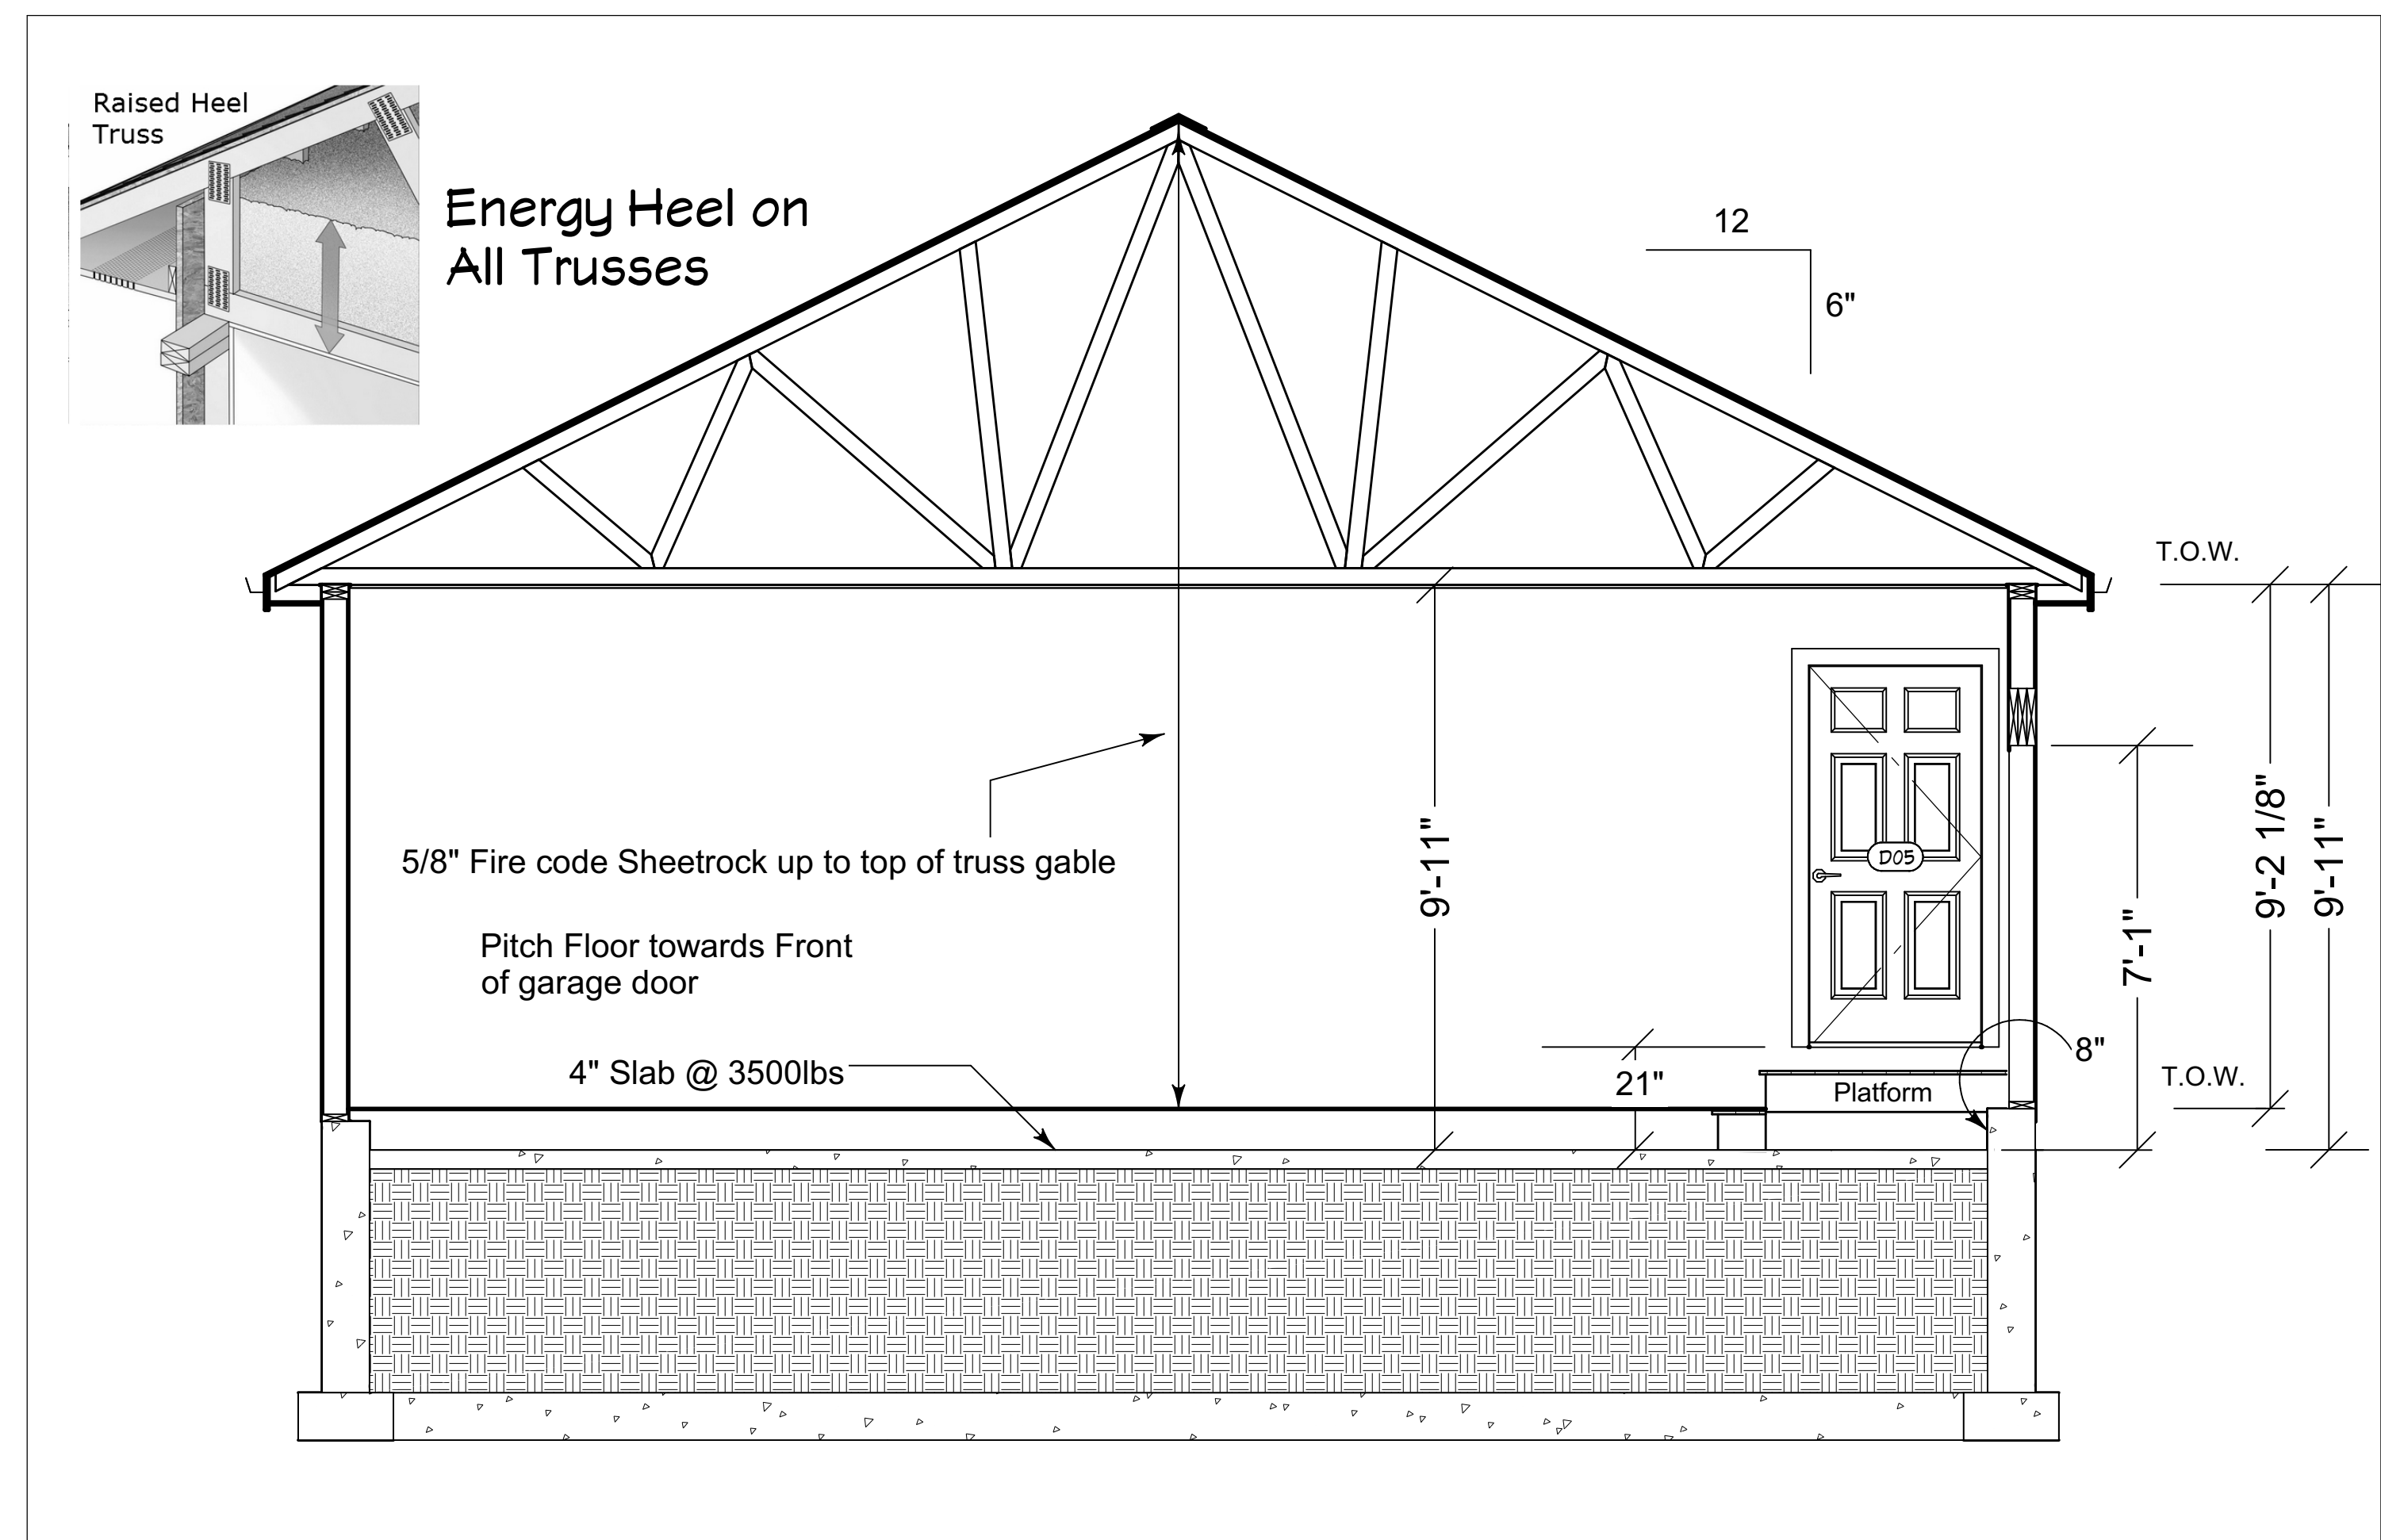 Raised Heel
Truss
Energy Heel on
All Trusses
12
6"
T.O.W.
5/8" Fire code Sheetrock up to top of truss gable
Pitch Floor towards Front
of garage door
4" Slab @ 3500lbs
9'-11"
D05
21"
Platform
8"
7'-1"
9'-2 1/8"
9'-11"
T.O.W.